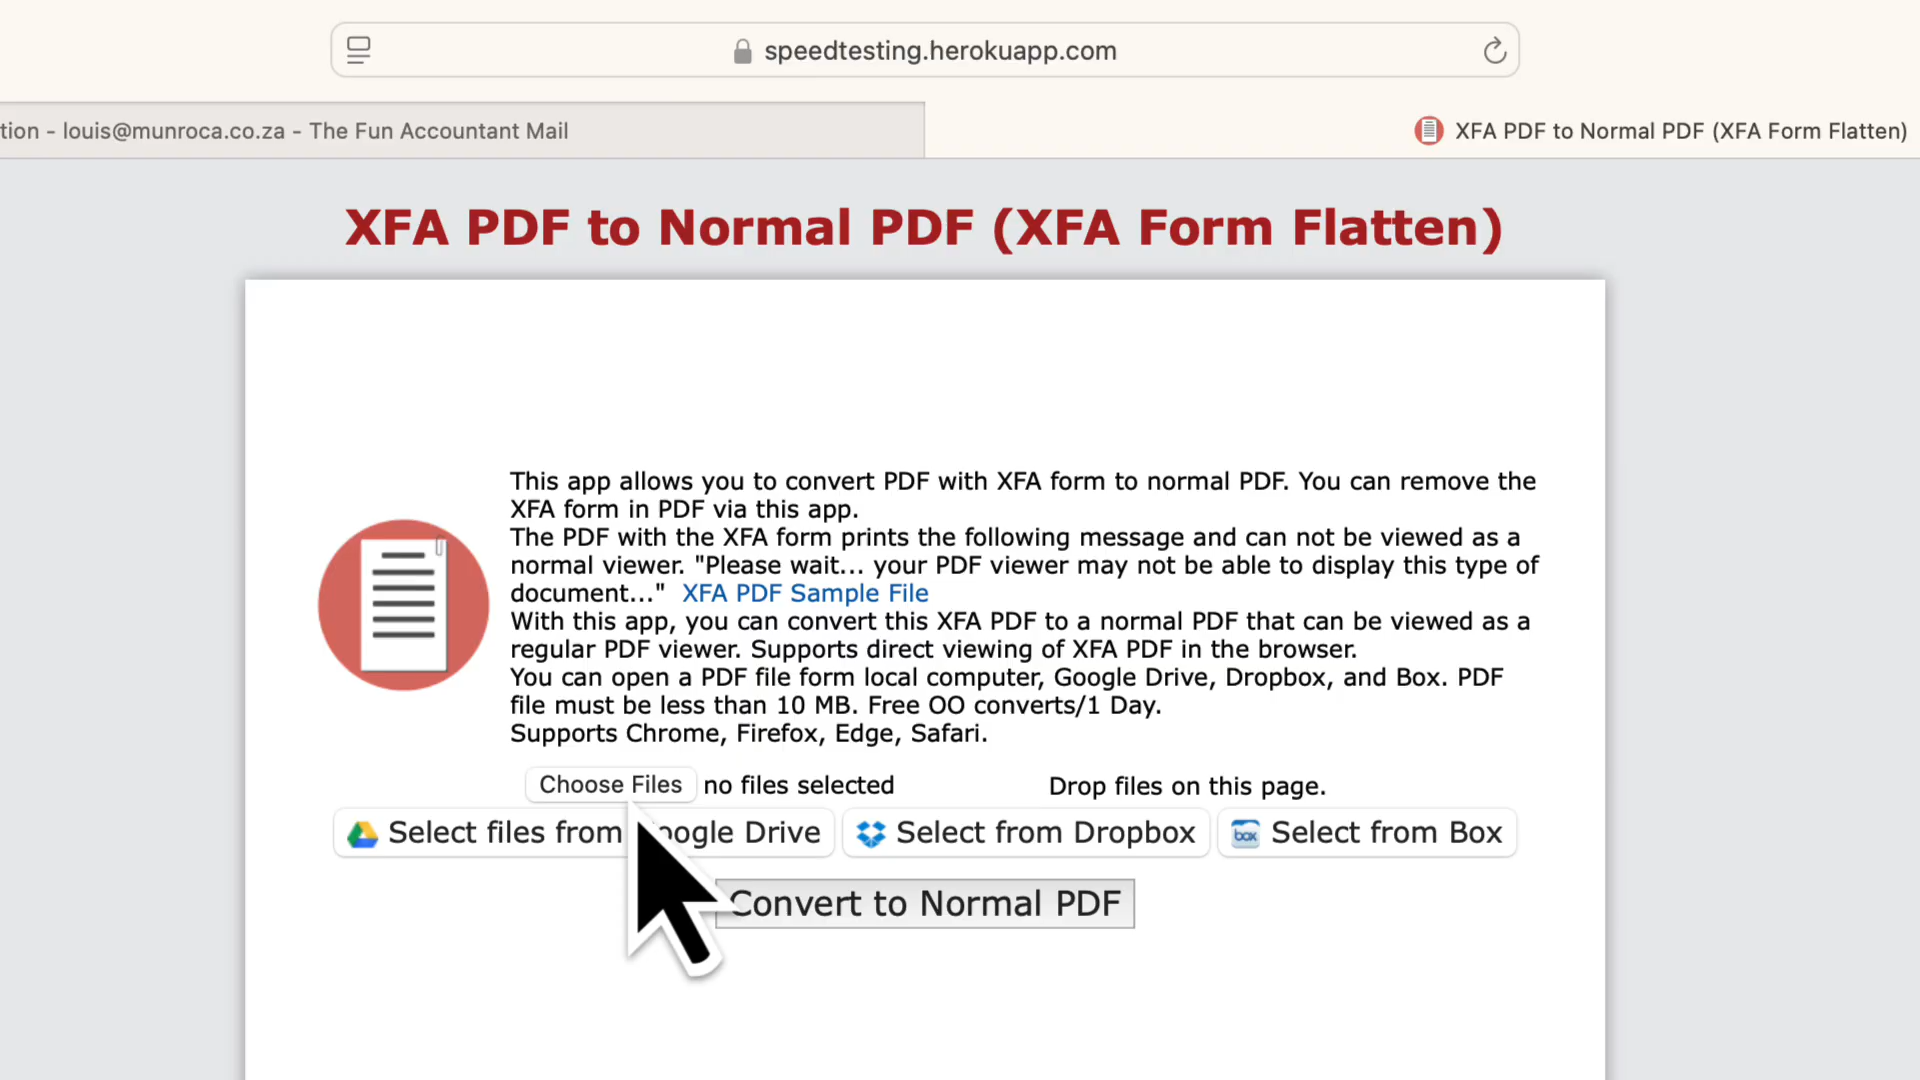 speedtesting.herokuapp.com
tion - louis@munroca.co.za - The Fun Accountant Mail
XFA PDF to Normal PDF (XFA Form Flatten)
XFA PDF to Normal PDF (XFA Form Flatten)
This app allows you to convert PDF with XFA form to normal PDF. You can remove the
XFA form in PDF via this app.
The PDF with the XFA form prints the following message and can not be viewed as a
normal viewer. "Please wait... your PDF viewer may not be able to display this type of
document..." XFA PDF Sample File
With this app, you can convert this XFA PDF to a normal PDF that can be viewed as a
regular PDF viewer. Supports direct viewing of XFA PDF in the browser.
You can open a PDF file form local computer, Google Drive, Dropbox, and Box. PDF
file must be less than 10 MB. Free OO converts/1 Day.
Supports Chrome, Firefox, Edge, Safari.
Choose Files no files selected Drop files on this page.
Select files from Google Drive Select from Dropbox box Select from Box
Convert to Normal PDF